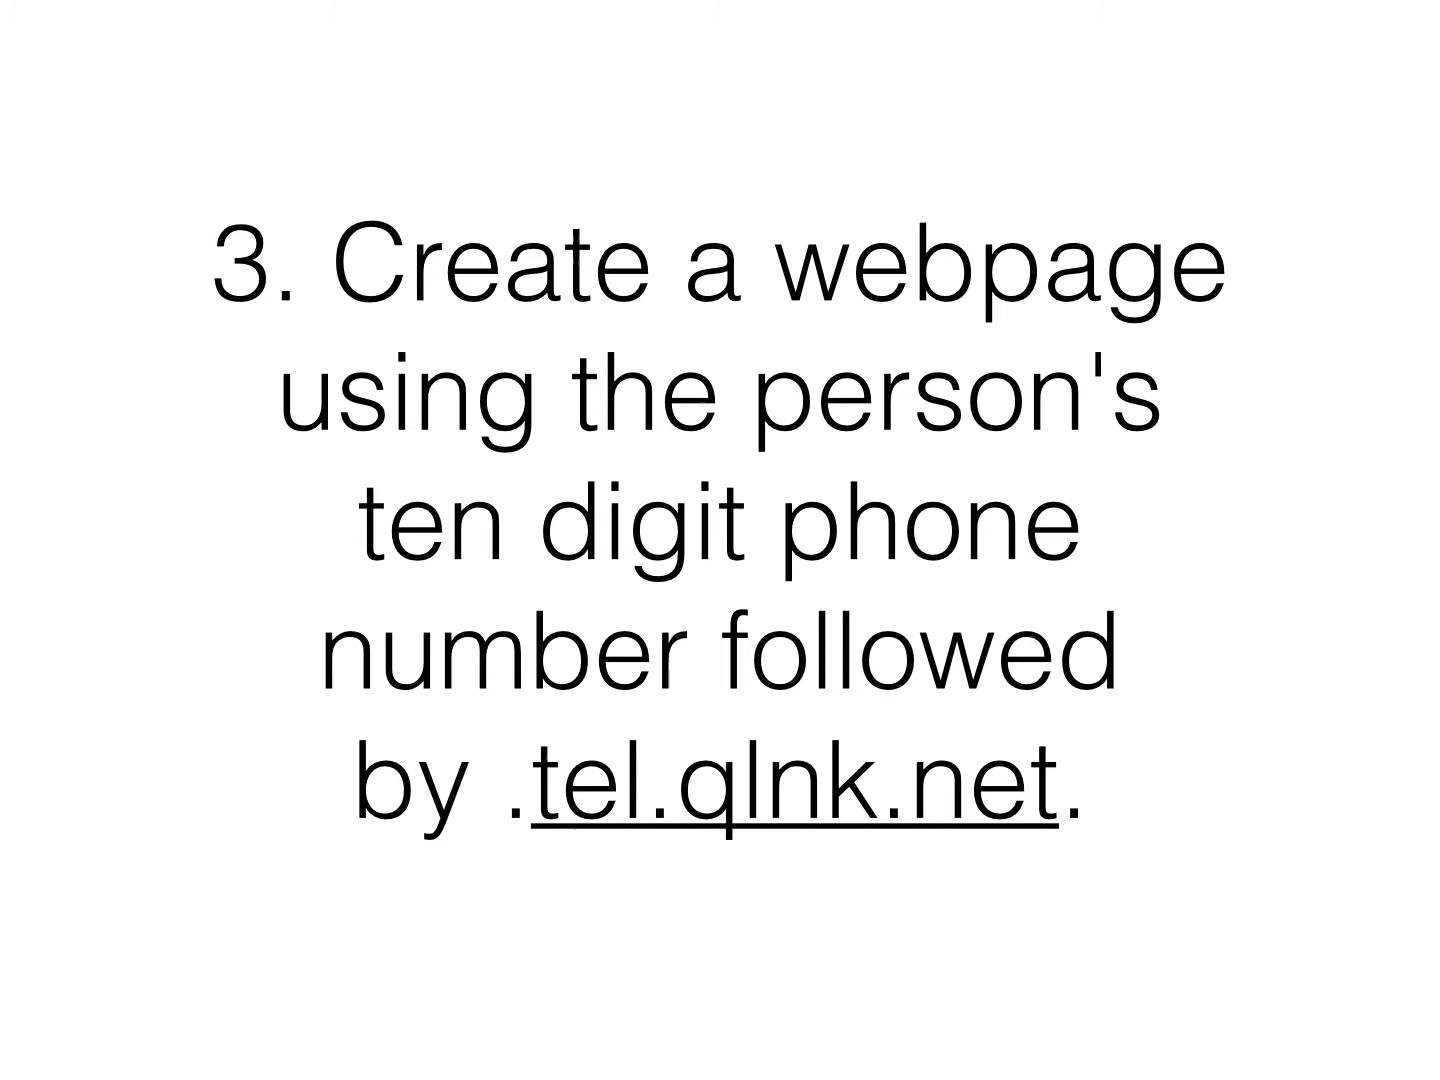 3. Create a webpage
using the person's
ten digit phone
number followed
by .tel.qlnk.net.